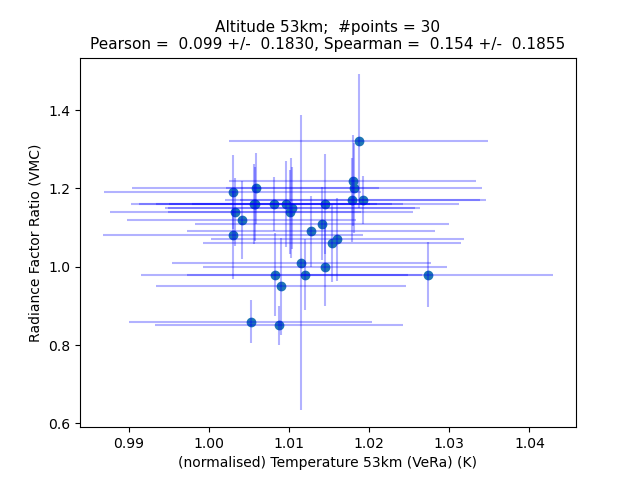 Altitude 53km;  #points = 30
Pearson =  0.099 +/-  0.1830, Spearman =  0.154 +/-  0.1855
Radiance Factor Ratio (VMC)
1.4
1.2
1.0
0.8
0.6
0.99 1.00 1.01 1.02 1.03 1.04
(normalised) Temperature 53km (VeRa) (K)